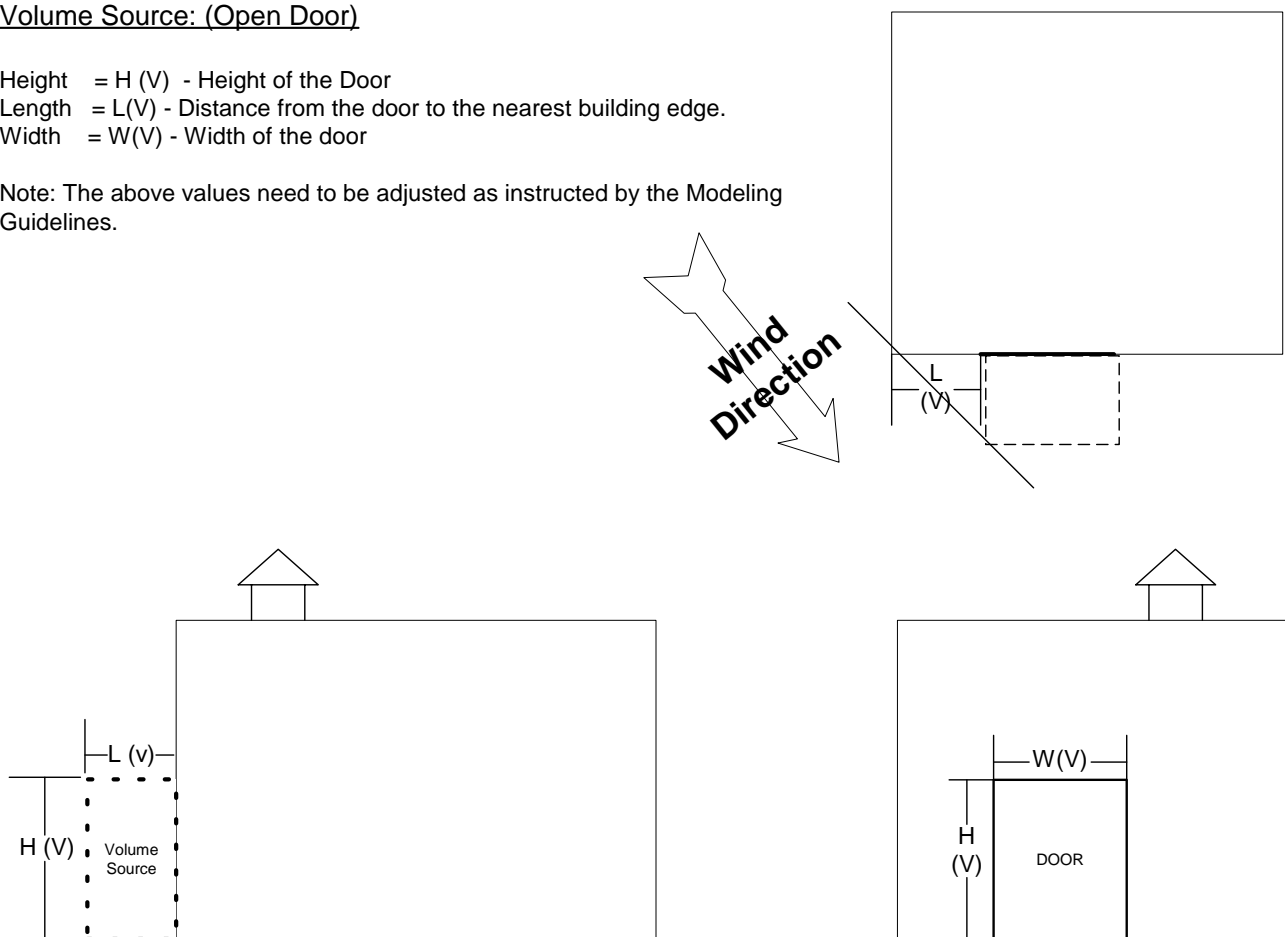 Volume Source: (Open Door)
Height = H (V) - Height of the Door
Length = L(V) - Distance from the door to the nearest building edge.
Width = W(V) - Width of the door
Note: The above values need to be adjusted as instructed by the Modeling
Guidelines.
Wind
Direction
L
(V)
L (v)
H (V)
Volume
Source
W(V)
H
(V)
DOOR